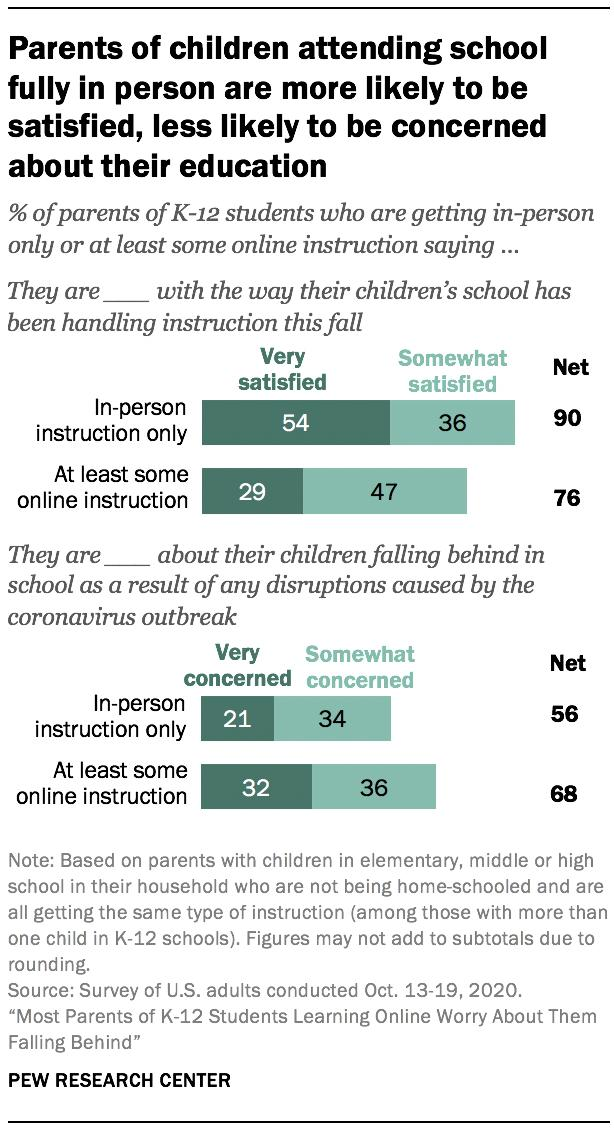 Parents of children attending school
fully in person are more likely to be
satisfied, less likely to be concerned
about their education
% of parents of K-12 students who are getting in-person
only or at least some online instruction saying ...
They are ___ with the way their children's school has
been handling instruction this fall
Very
satisfied
Somewhat
satisfied
Net
In-person
instruction only
54
36
90
At least some
online instruction
29
47
76
They are ___ about their children falling behind in
school as a result of any disruptions caused by the
coronavirus outbreak
Very
concerned
Somewhat
concerned
Net
In-person
instruction only
21
34
56
At least some
online instruction
32
36
68
Note: Based on parents with children in elementary, middle or high
school in their household who are not being home-schooled and are
all getting the same type of instruction (among those with more than
one child in K-12 schools). Figures may not add to subtotals due to
rounding.
Source: Survey of U.S. adults conducted Oct. 13-19, 2020.
“Most Parents of K-12 Students Learning Online Worry About Them
Falling Behind”
PEW RESEARCH CENTER